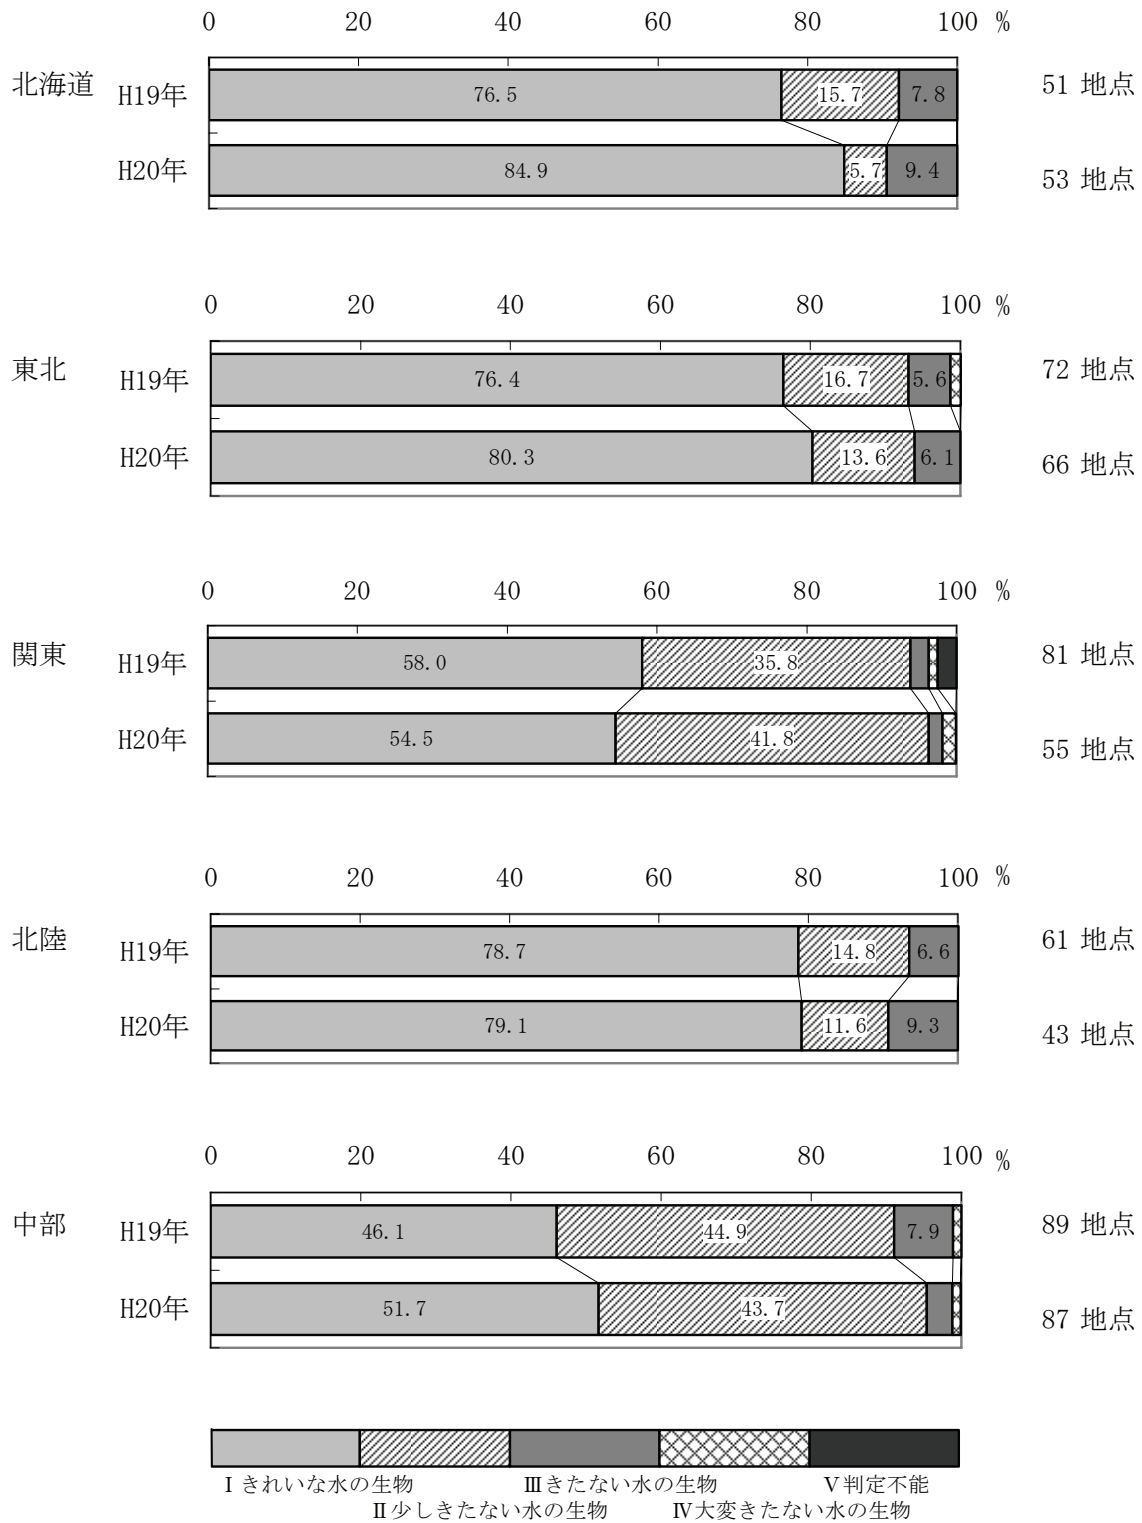 0 20 40 60 80 100 %
北海道 H19年 76.5 15.7 7.8 51 地点
H20年 84.9 5.7 9.4 53 地点
0 20 40 60 80 100 %
東北 H19年 76.4 16.7 5.6 72 地点
H20年 80.3 13.6 6.1 66 地点
0 20 40 60 80 100 %
関東 H19年 58.0 35.8 81 地点
H20年 54.5 41.8 55 地点
0 20 40 60 80 100 %
北陸 H19年 78.7 14.8 6.6 61 地点
H20年 79.1 11.6 9.3 43 地点
0 20 40 60 80 100 %
中部 H19年 46.1 44.9 7.9 89 地点
H20年 51.7 43.7 87 地点
Ⅰ きれいな水の生物 Ⅲきたない水の生物 Ⅴ判定不能
Ⅱ少しきたない水の生物 Ⅳ大変きたない水の生物